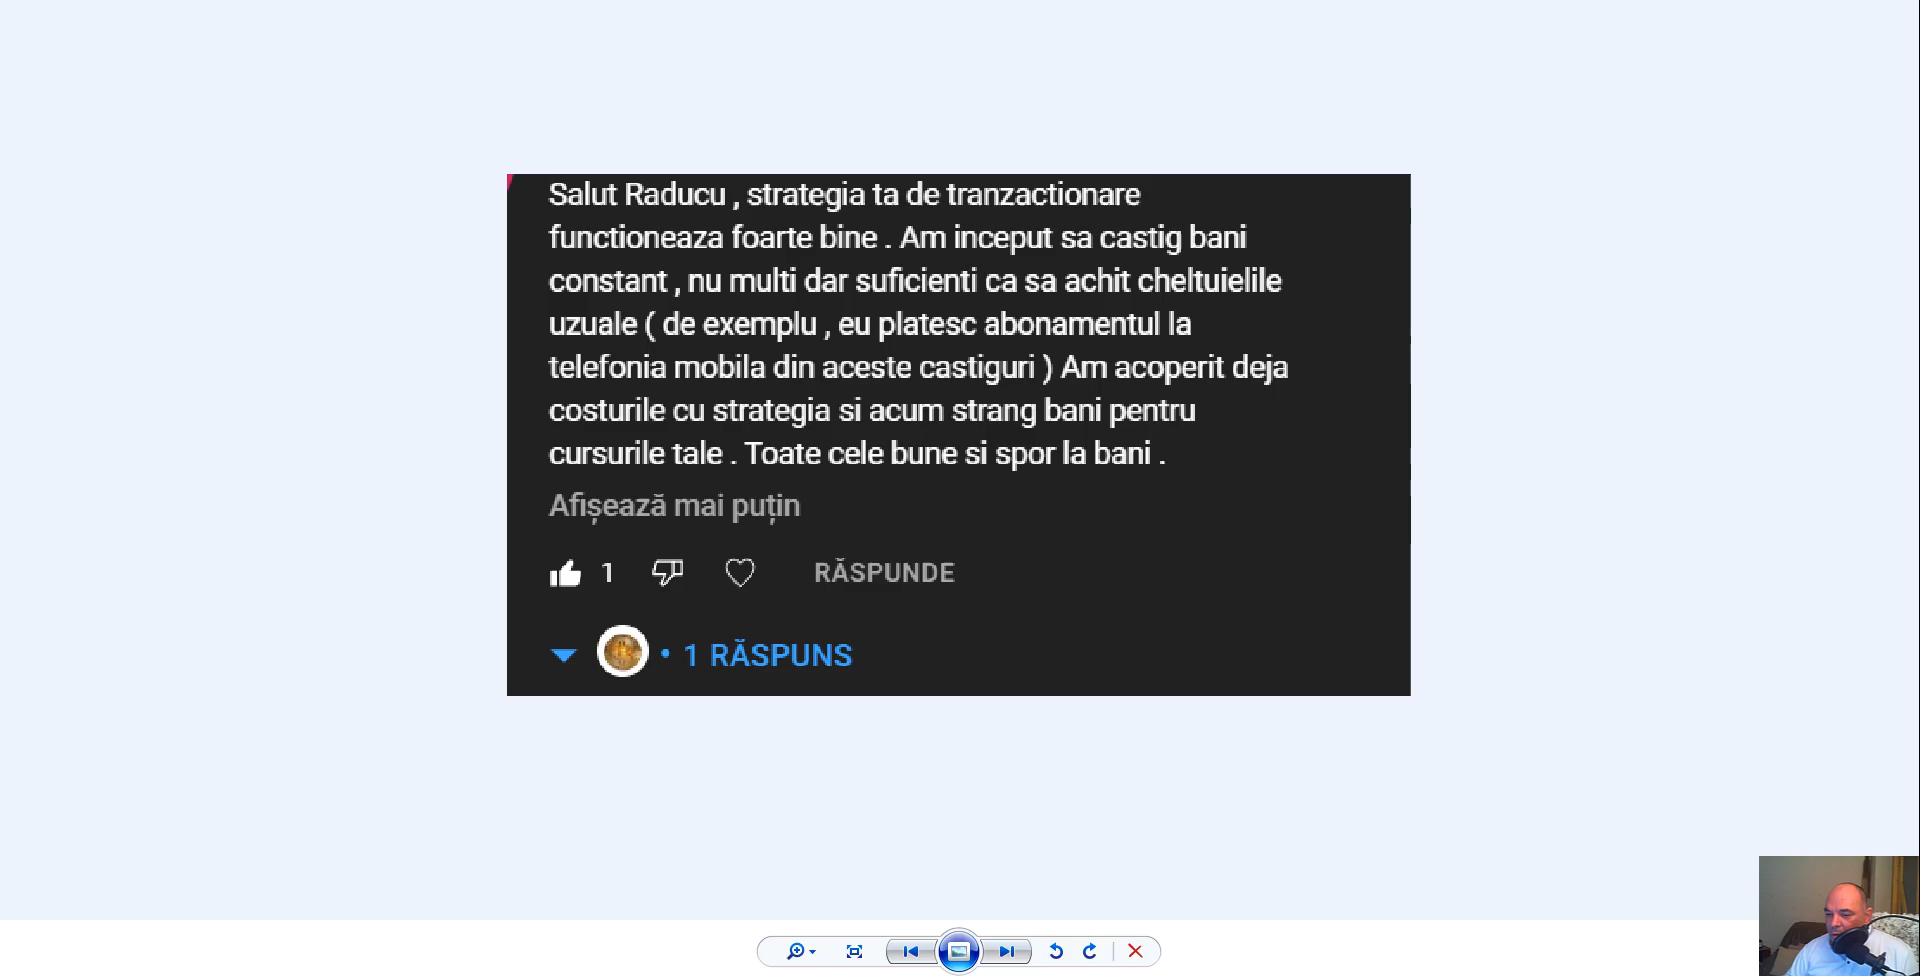 Salut Raducu , strategia ta de tranzactionare
functioneaza foarte bine . Am inceput sa castig bani
constant , nu multi dar suficienti ca sa achit cheltuielile
uzuale ( de exemplu , eu platesc abonamentul la
telefonia mobila din aceste castiguri ) Am acoperit deja
costurile cu strategia si acum strang bani pentru
cursurile tale . Toate cele bune si spor la bani .
Afișează mai puțin
1 RĂSPUNDE
• 1 RĂSPUNS